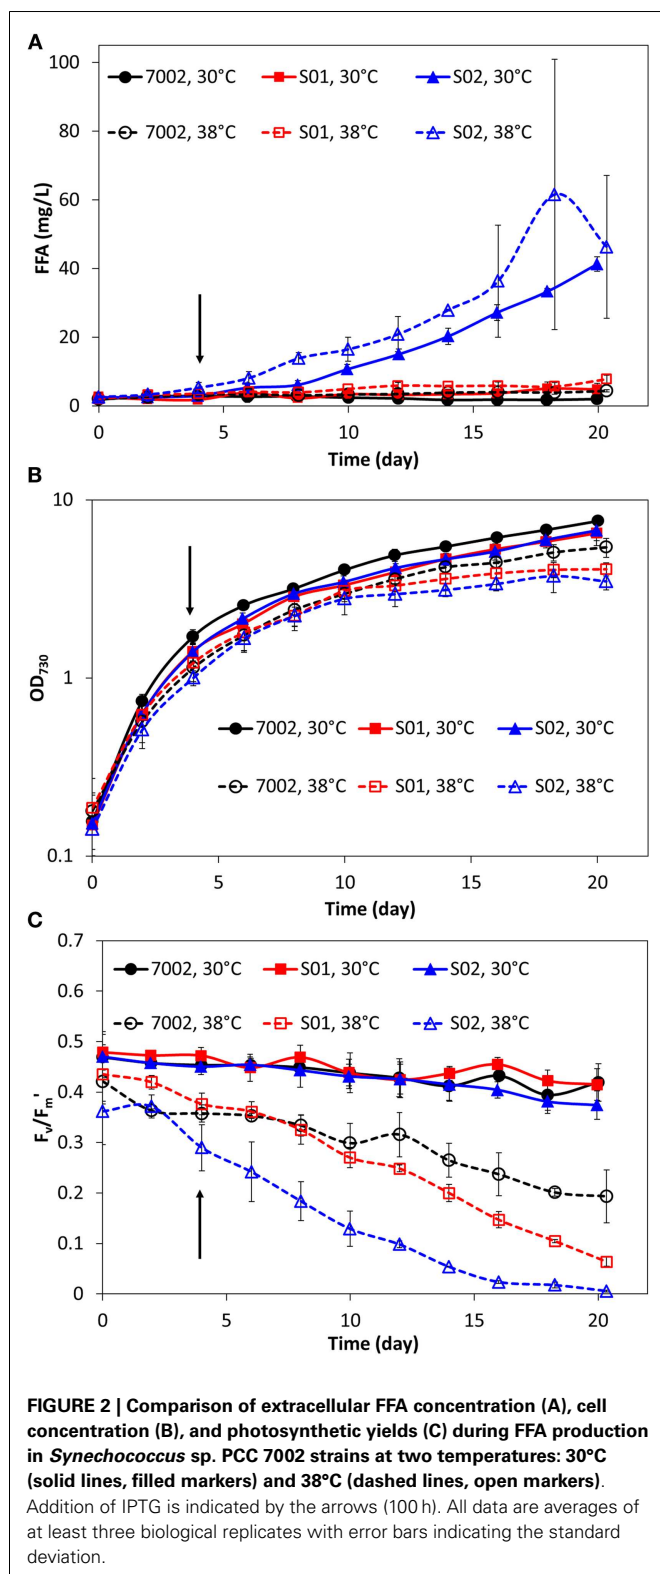 A
100
80
60
40
20
0
FFA (mg/L)
7002, 30°C S01, 30°C S02, 30°C
7002, 38°C S01, 38°C S02, 38°C
0 5 10 15 20
Time (day)
B
10
1
0.1
OD730
7002, 30°C S01, 30°C S02, 30°C
7002, 38°C S01, 38°C S02, 38°C
0 5 10 15 20
Time (day)
C
0.7
0.6
0.5
0.4
0.3
0.2
0.1
0
Fv/Fm'
7002, 30°C S01, 30°C S02, 30°C
7002, 38°C S01, 38°C S02, 38°C
0 5 10 15 20
Time (day)
FIGURE 2 | Comparison of extracellular FFA concentration (A), cell
concentration (B), and photosynthetic yields (C) during FFA production
in Synechococcus sp. PCC 7002 strains at two temperatures: 30°C
(solid lines, filled markers) and 38°C (dashed lines, open markers).
Addition of IPTG is indicated by the arrows (100 h). All data are averages of
at least three biological replicates with error bars indicating the standard
deviation.